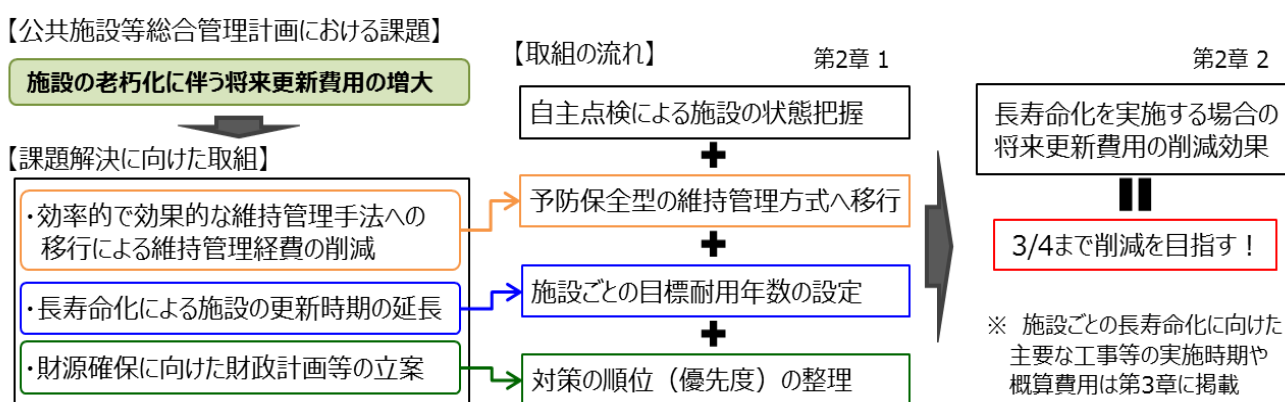 【公共施設等総合管理計画における課題】
施設の老朽化に伴う将来更新費用の増大
【課題解決に向けた取組】
・効率的で効果的な維持管理手法への
移行による維持管理経費の削減
・長寿命化による施設の更新時期の延長
・財源確保に向けた財政計画等の立案
【取組の流れ】
第2章 1
自主点検による施設の状態把握
+
予防保全型の維持管理方式へ移行
+
施設ごとの目標耐用年数の設定
+
対策の順位（優先度）の整理
第2章 2
長寿命化を実施する場合の
将来更新費用の削減効果
3/4まで削減を目指す！
※ 施設ごとの長寿命化に向けた
主要な工事等の実施時期や
概算費用は第3章に掲載